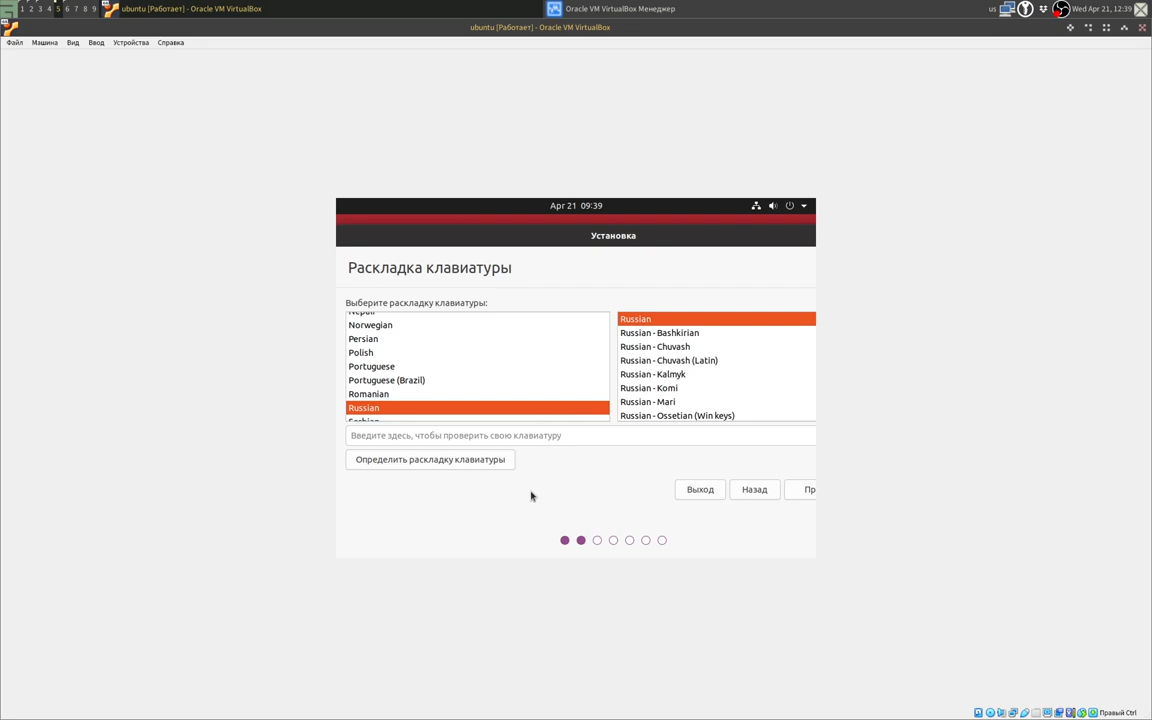 1 2 3 4 5 6 7 8 9 ubuntu [Работает] - Oracle VM VirtualBox Oracle VM VirtualBox Менеджер us Wed Apr 21, 12:39
ubuntu [Работает] - Oracle VM VirtualBox
Файл Машина Вид Ввод Устройства Справка
Apr 21 09:39
Установка
Раскладка клавиатуры
Выберите раскладку клавиатуры:
Nepali
Norwegian
Persian
Polish
Portuguese
Portuguese (Brazil)
Romanian
Russian
Serbian
Russian
Russian - Bashkirian
Russian - Chuvash
Russian - Chuvash (Latin)
Russian - Kalmyk
Russian - Komi
Russian - Mari
Russian - Ossetian (Win keys)
Введите здесь, чтобы проверить свою клавиатуру
Определить раскладку клавиатуры
Выход Назад Пр
Правый Ctrl